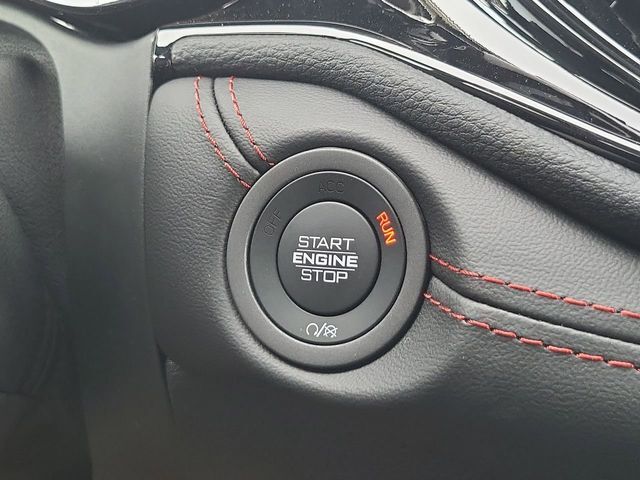 ACC
OFF
RUN
START
ENGINE
STOP